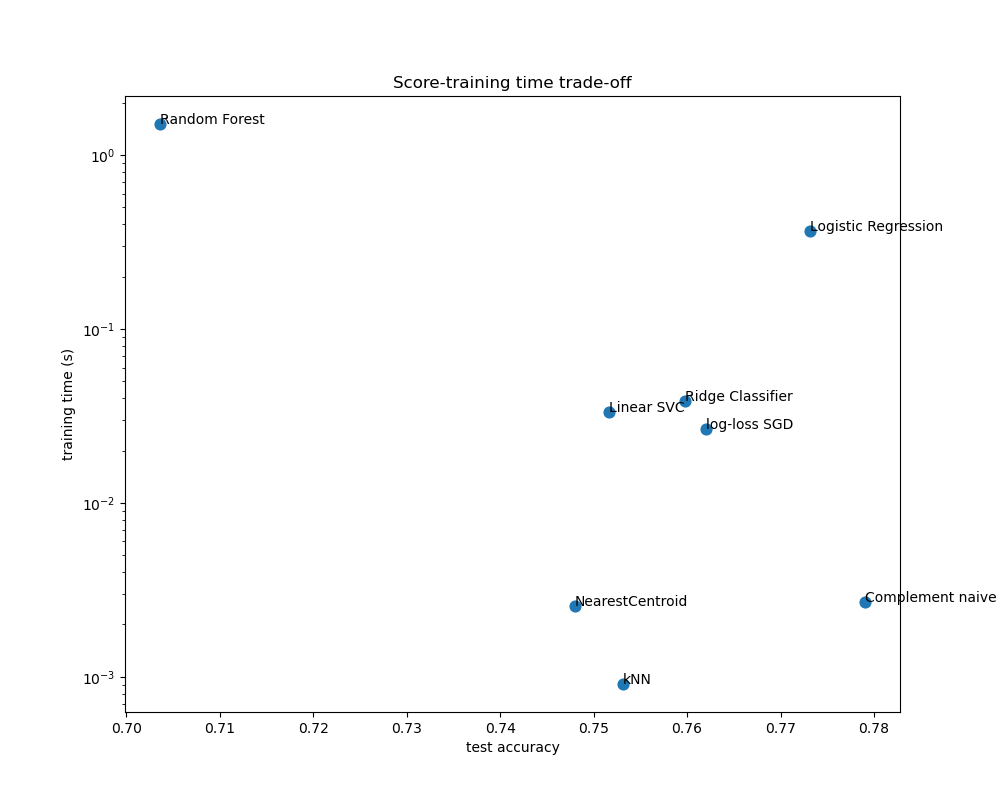 Score-training time trade-off
Random Forest
Logistic Regression
Ridge Classifier
Linear SVC
log-loss SGD
Complement naive
NearestCentroid
kNN
10^0
10^-1
10^-2
10^-3
training time (s)
0.70 0.71 0.72 0.73 0.74 0.75 0.76 0.77 0.78
test accuracy